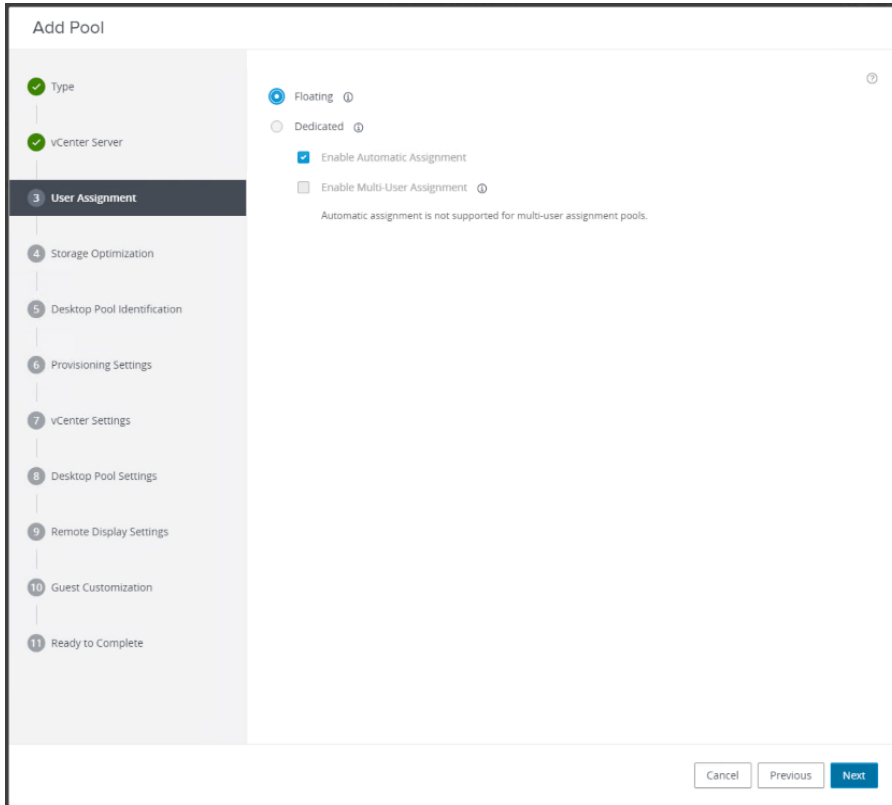 Add Pool
Type
vCenter Server
3 User Assignment
4 Storage Optimization
5 Desktop Pool Identification
6 Provisioning Settings
7 vCenter Settings
8 Desktop Pool Settings
9 Remote Display Settings
10 Guest Customization
11 Ready to Complete
Floating
Dedicated
Enable Automatic Assignment
Enable Multi-User Assignment
Automatic assignment is not supported for multi-user assignment pools.
Cancel Previous Next